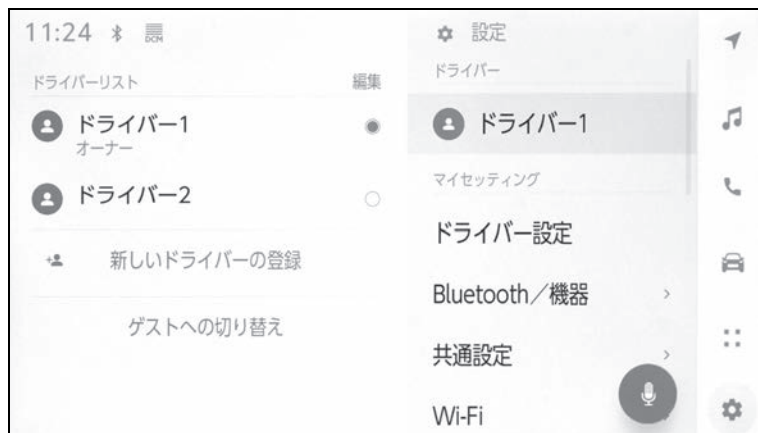 11:24
DCM
ドライバーリスト 編集
ドライバー1
オーナー
ドライバー2
新しいドライバーの登録
ゲストへの切り替え
設定
ドライバー
ドライバー1
マイセッティング
ドライバー設定
Bluetooth／機器
共通設定
Wi-Fi